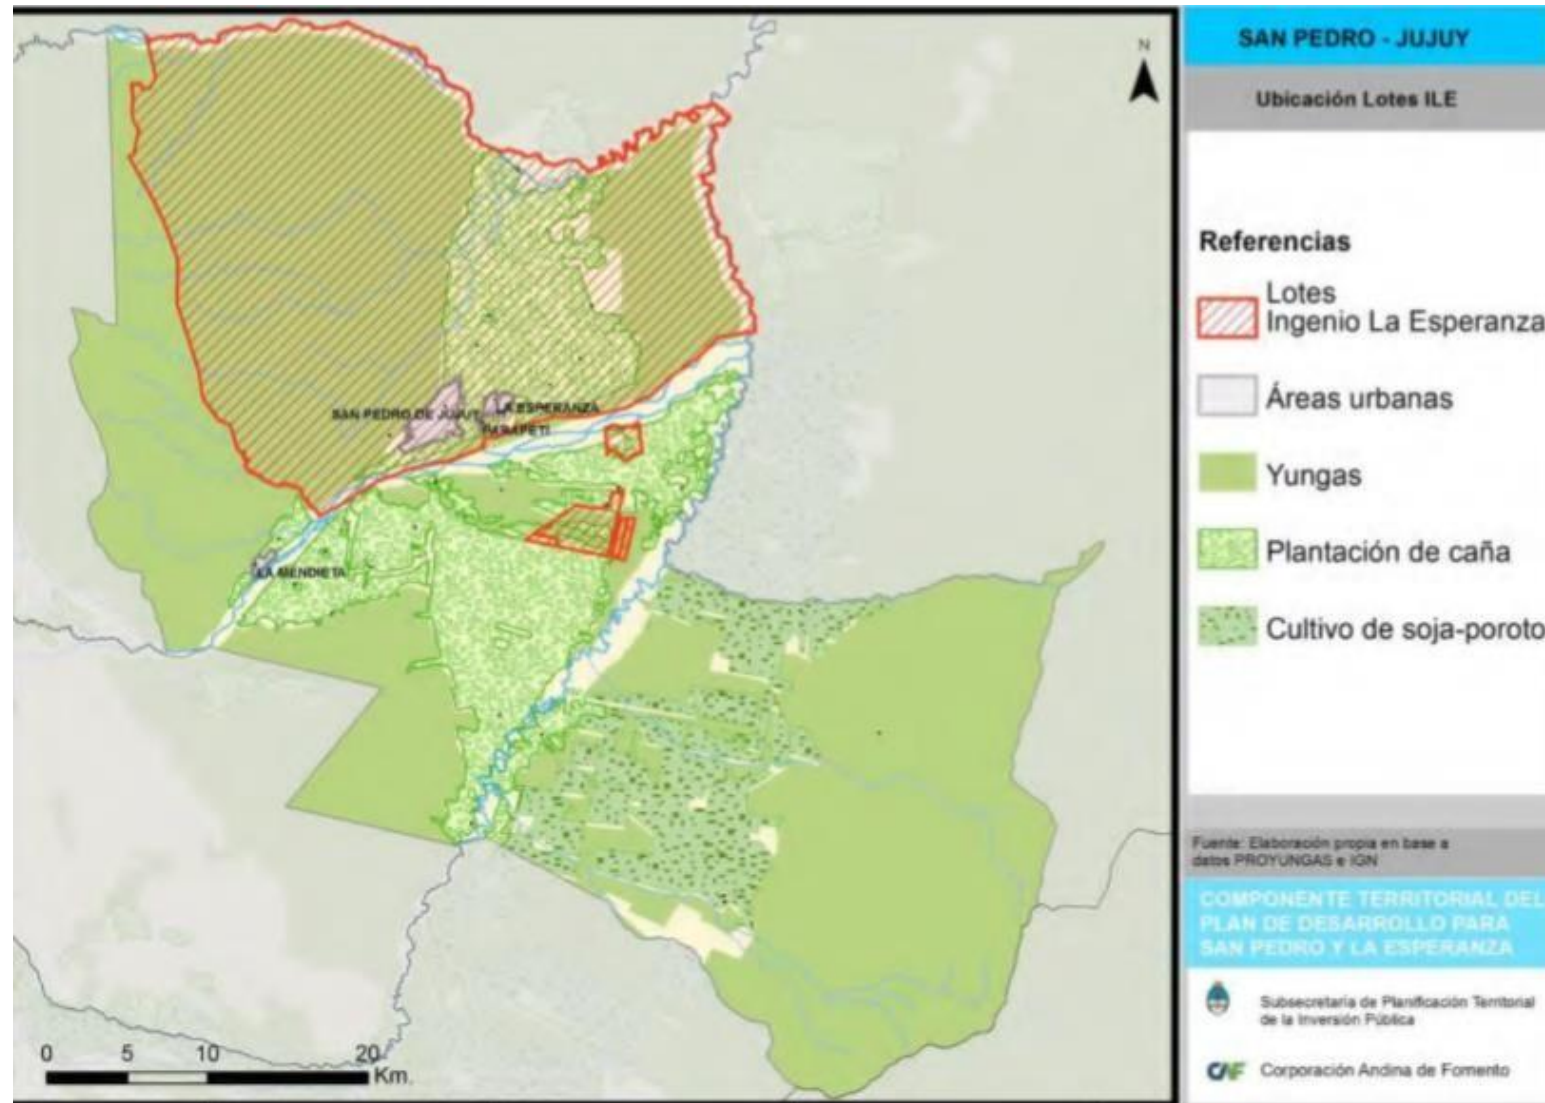 SAN PEDRO - JUJUY
Ubicación Lotes ILE
N
Referencias
Lotes
Ingenio La Esperanza
Áreas urbanas
Yungas
Plantación de caña
Cultivo de soja-poroto
SAN PEDRO DE JUJUY
LA ESPERANZA
PARAPETI
LA MENDIETA
0 5 10 20
Km.
Fuente: Elaboración propia en base a
datos PROYUNGAS e IGN
COMPONENTE TERRITORIAL DEL
PLAN DE DESARROLLO PARA
SAN PEDRO Y LA ESPERANZA
Subsecretaría de Planificación Territorial
de la Inversión Pública
CAF Corporación Andina de Fomento